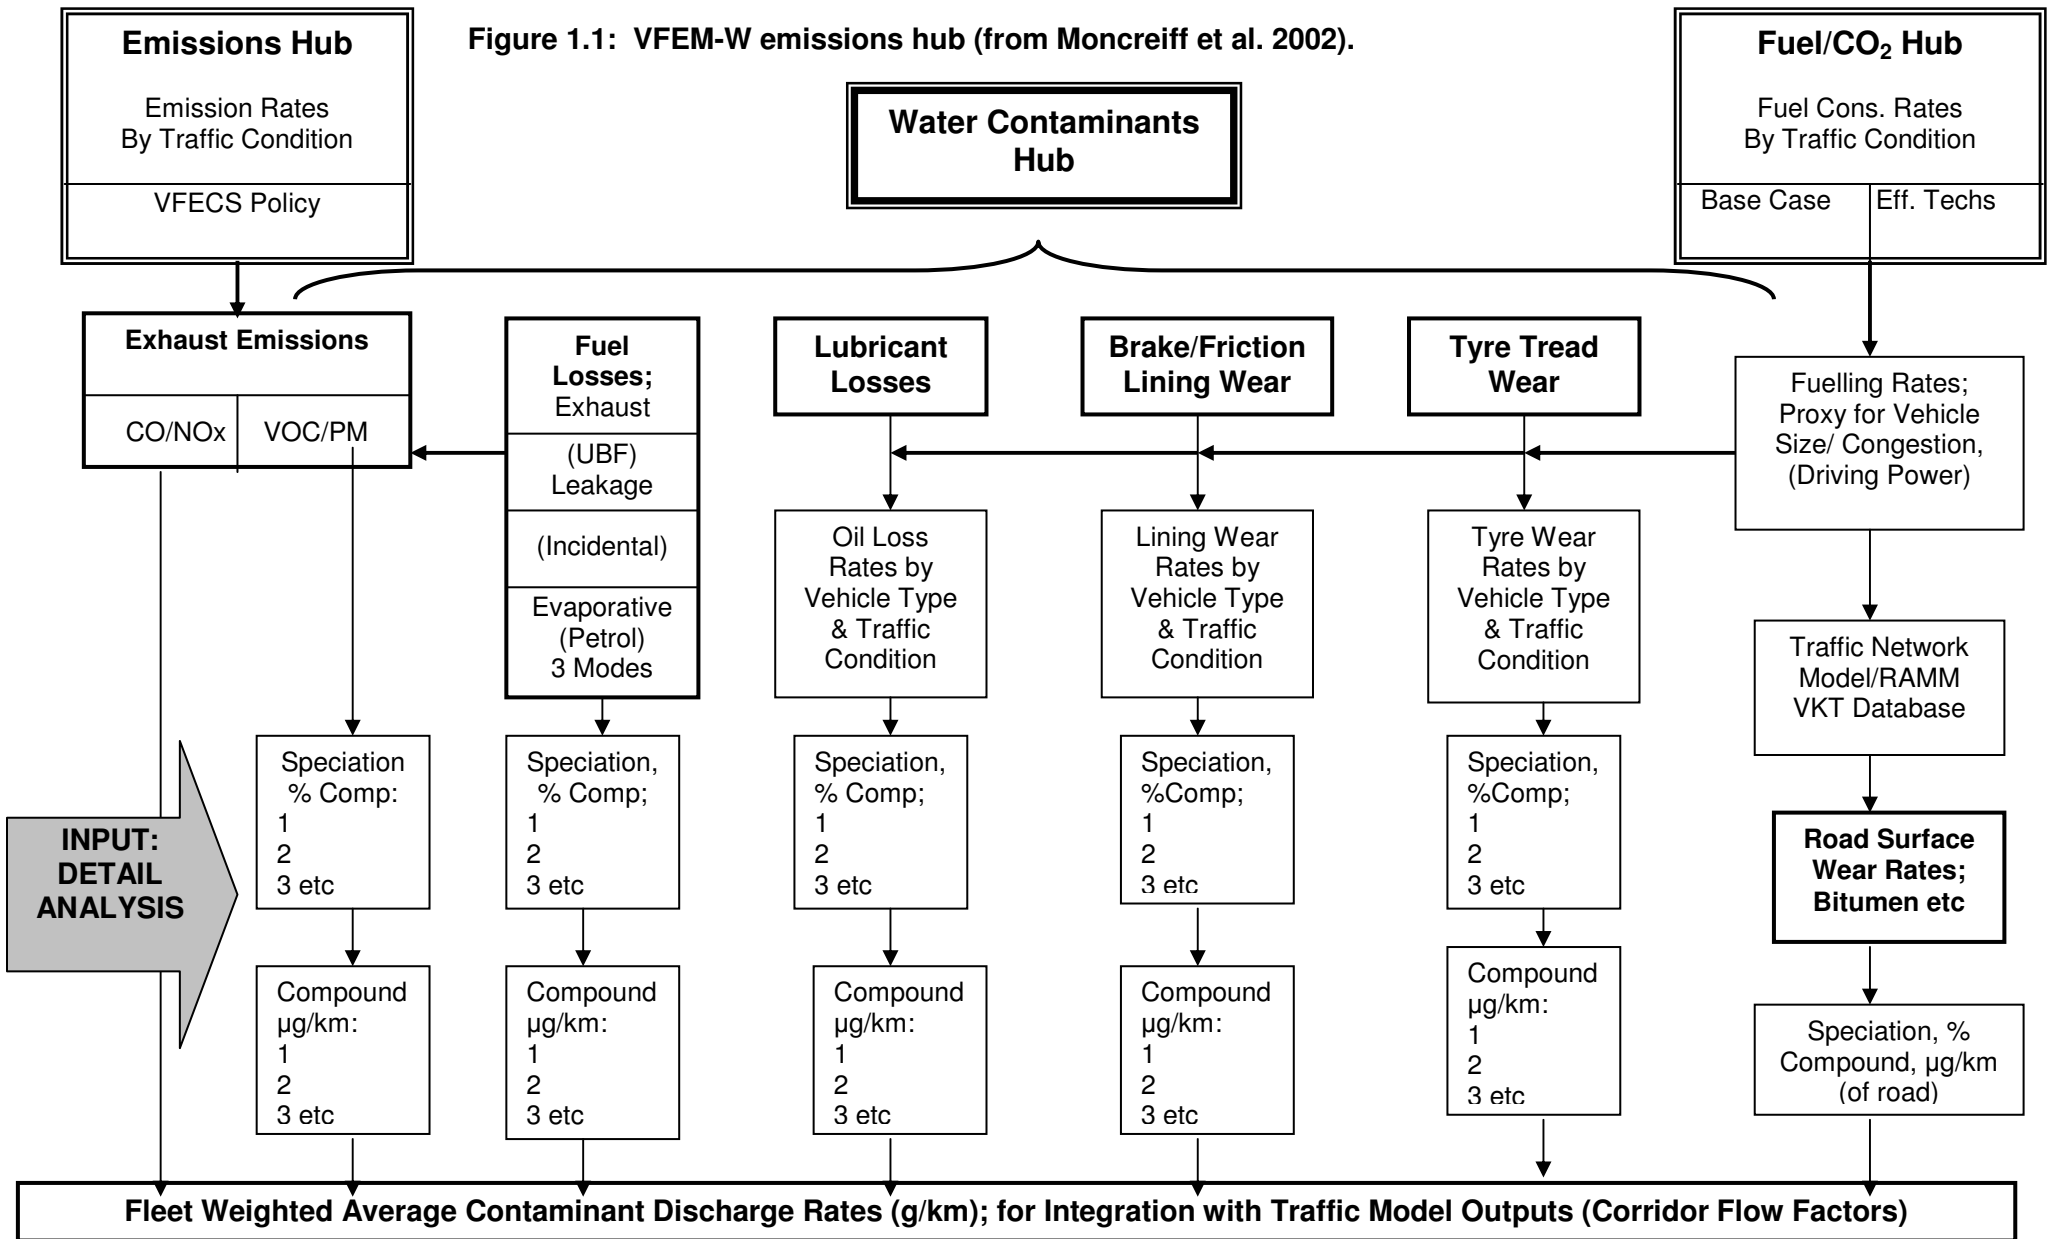 Emissions Hub
Emission Rates
By Traffic Condition
VFECS Policy
Figure 1.1: VFEM-W emissions hub (from Moncreiff et al. 2002).
Water Contaminants
Hub
Fuel/CO₂ Hub
Fuel Cons. Rates
By Traffic Condition
Base Case
Eff. Techs
Exhaust Emissions
CO/NOx
VOC/PM
Fuel
Losses;
Exhaust
(UBF)
Leakage
(Incidental)
Evaporative
(Petrol)
3 Modes
Lubricant
Losses
Brake/Friction
Lining Wear
Tyre Tread
Wear
Fuelling Rates;
Proxy for Vehicle
Size/ Congestion,
(Driving Power)
Oil Loss
Rates by
Vehicle Type
& Traffic
Condition
Lining Wear
Rates by
Vehicle Type
& Traffic
Condition
Tyre Wear
Rates by
Vehicle Type
& Traffic
Condition
Traffic Network
Model/RAMM
VKT Database
INPUT:
DETAIL
ANALYSIS
Speciation
% Comp:
1
2
3 etc
Speciation,
% Comp;
1
2
3 etc
Speciation,
% Comp;
1
2
3 etc
Speciation,
%Comp;
1
2
3 etc
Speciation,
%Comp;
1
2
3 etc
Road Surface
Wear Rates;
Bitumen etc
Compound
µg/km:
1
2
3 etc
Compound
µg/km:
1
2
3 etc
Compound
µg/km:
1
2
3 etc
Compound
µg/km:
1
2
3 etc
Compound
µg/km:
1
2
3 etc
Speciation, %
Compound, µg/km
(of road)
Fleet Weighted Average Contaminant Discharge Rates (g/km); for Integration with Traffic Model Outputs (Corridor Flow Factors)